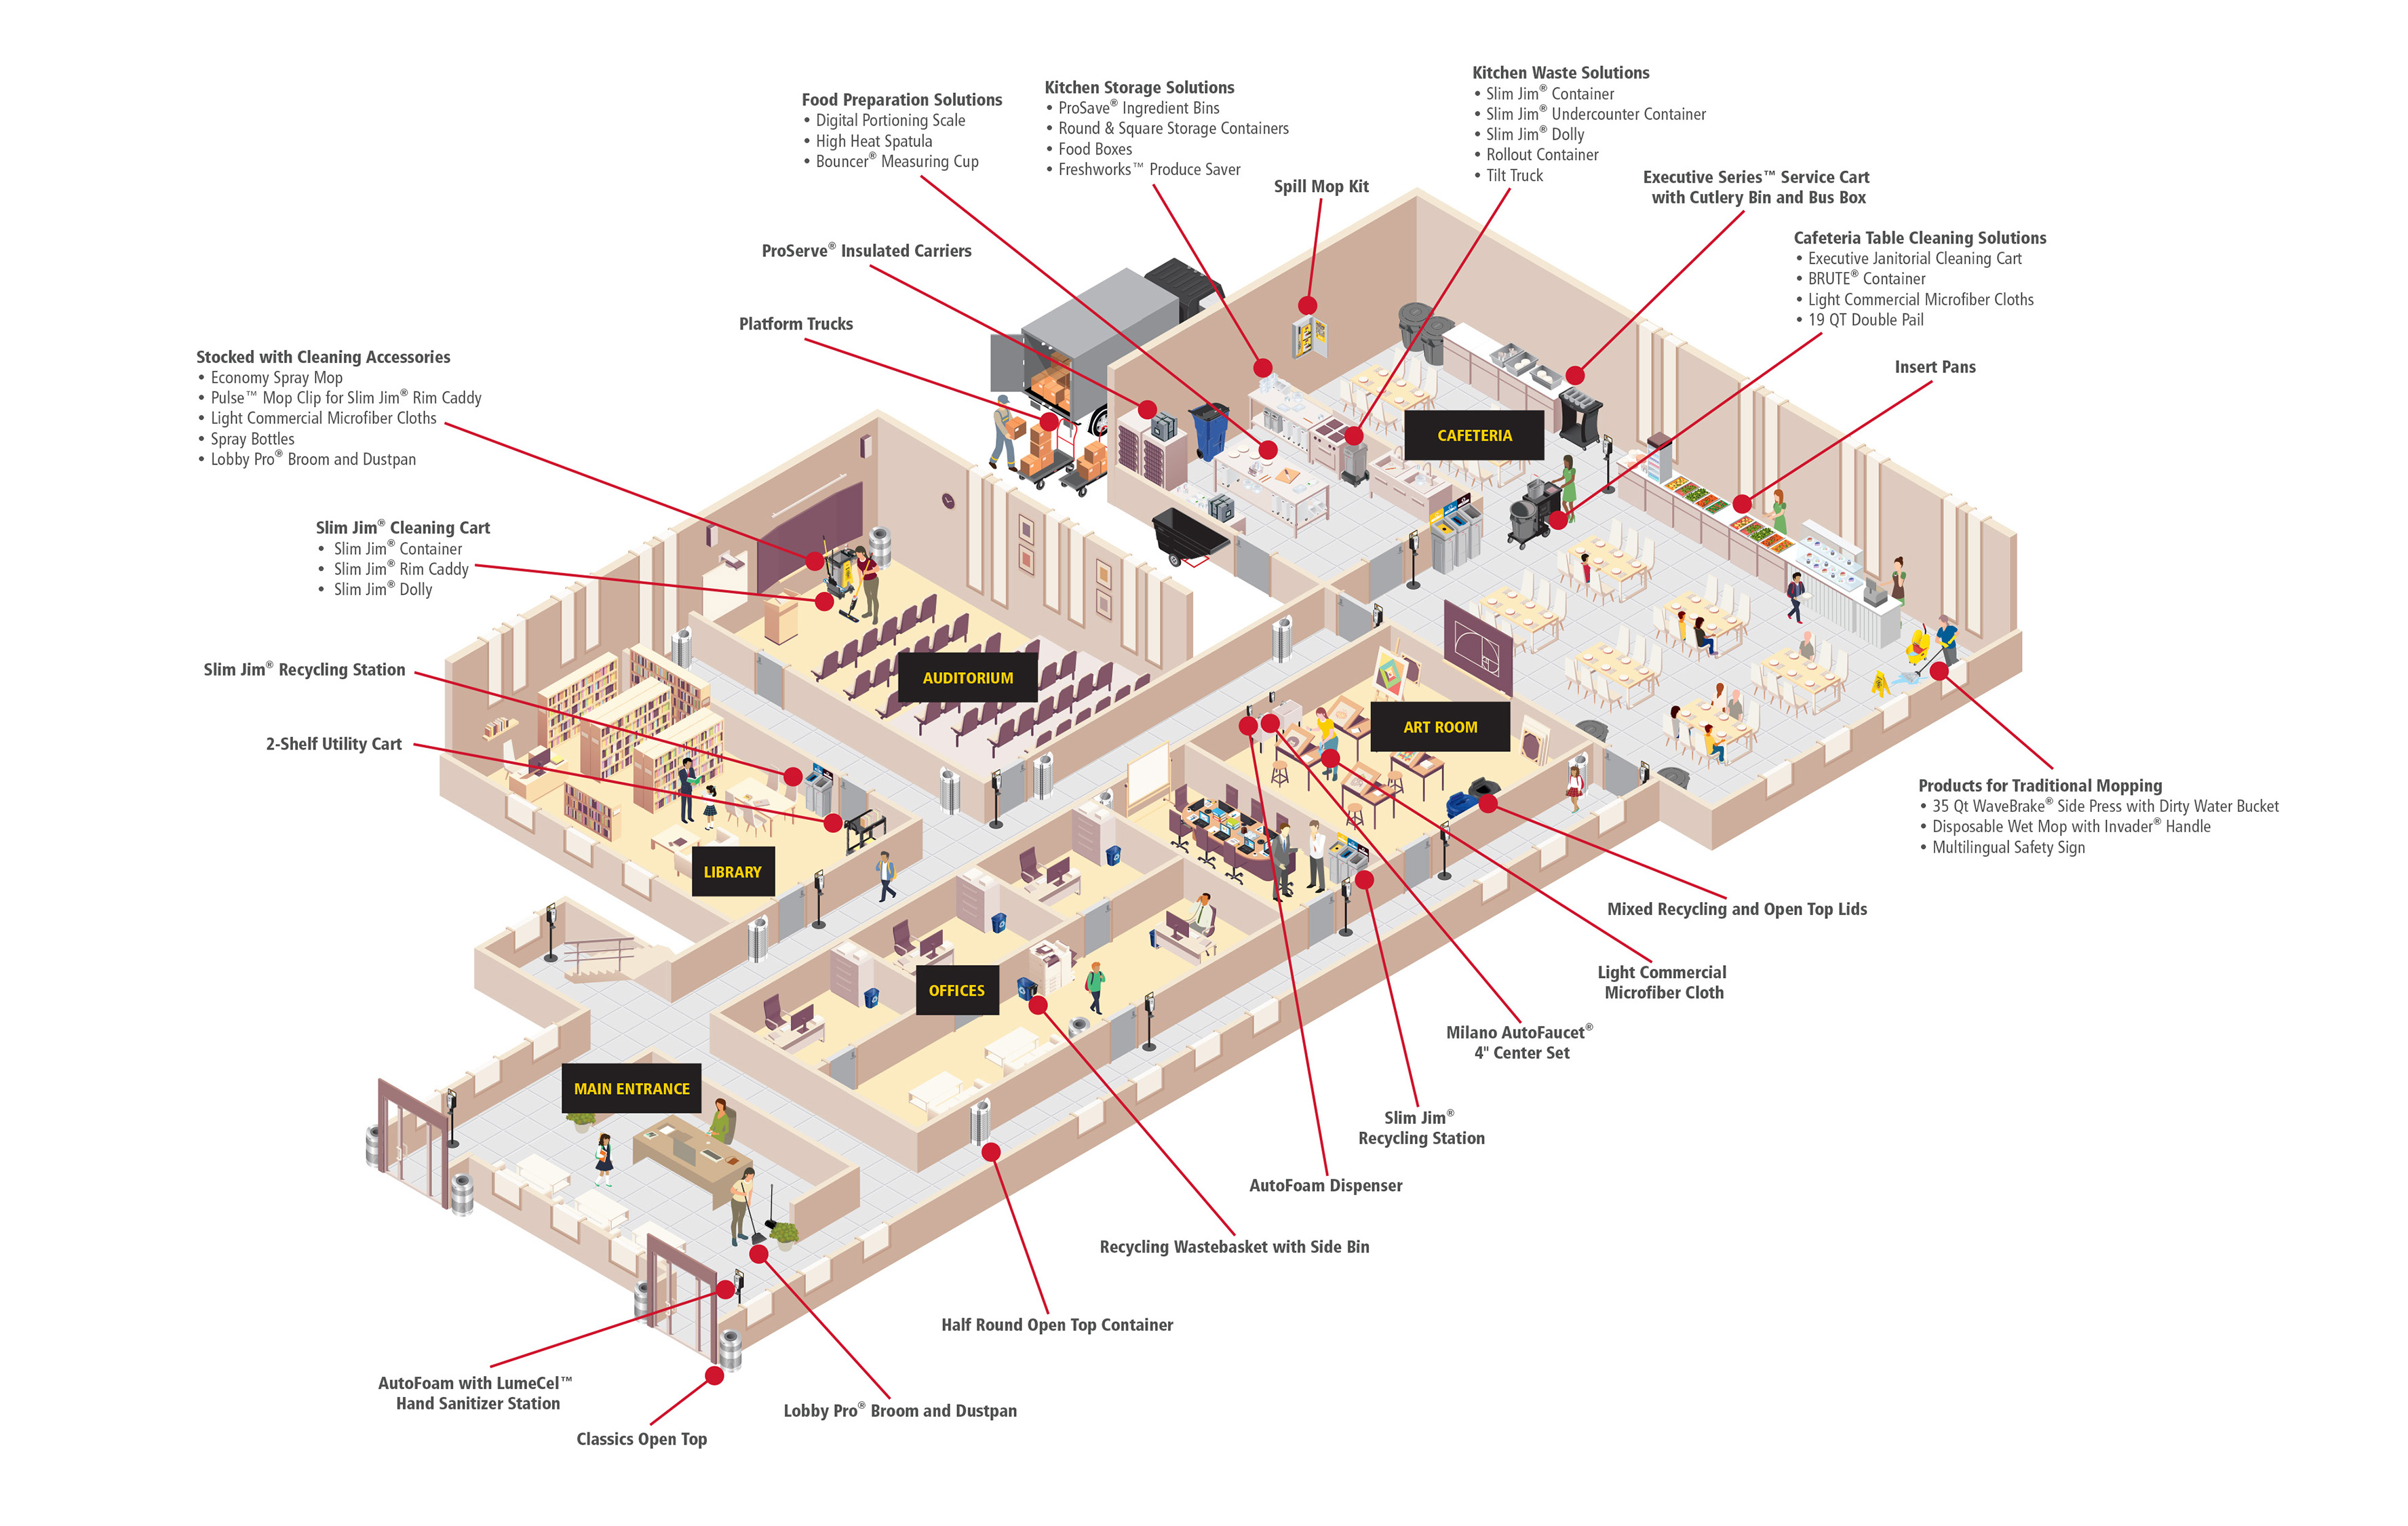 Kitchen Waste Solutions
• Slim Jim® Container
• Slim Jim® Undercounter Container
• Slim Jim® Dolly
• Rollout Container
• Tilt Truck
Kitchen Storage Solutions
• ProSave® Ingredient Bins
• Round & Square Storage Containers
• Food Boxes
• Freshworks™ Produce Saver
Food Preparation Solutions
• Digital Portioning Scale
• High Heat Spatula
• Bouncer® Measuring Cup
Spill Mop Kit
Executive Series™ Service Cart
with Cutlery Bin and Bus Box
Cafeteria Table Cleaning Solutions
• Executive Janitorial Cleaning Cart
• BRUTE® Container
• Light Commercial Microfiber Cloths
• 19 QT Double Pail
ProServe® Insulated Carriers
Platform Trucks
Insert Pans
Stocked with Cleaning Accessories
• Economy Spray Mop
• Pulse™ Mop Clip for Slim Jim® Rim Caddy
• Light Commercial Microfiber Cloths
• Spray Bottles
• Lobby Pro® Broom and Dustpan
CAFETERIA
Slim Jim® Cleaning Cart
• Slim Jim® Container
• Slim Jim® Rim Caddy
• Slim Jim® Dolly
Slim Jim® Recycling Station
AUDITORIUM
ART ROOM
2-Shelf Utility Cart
Products for Traditional Mopping
• 35 Qt WaveBrake® Side Press with Dirty Water Bucket
• Disposable Wet Mop with Invader® Handle
• Multilingual Safety Sign
LIBRARY
Mixed Recycling and Open Top Lids
Light Commercial
Microfiber Cloth
OFFICES
Milano AutoFaucet®
4" Center Set
MAIN ENTRANCE
Slim Jim®
Recycling Station
AutoFoam Dispenser
Recycling Wastebasket with Side Bin
Half Round Open Top Container
AutoFoam with LumeCel™
Hand Sanitizer Station
Lobby Pro® Broom and Dustpan
Classics Open Top